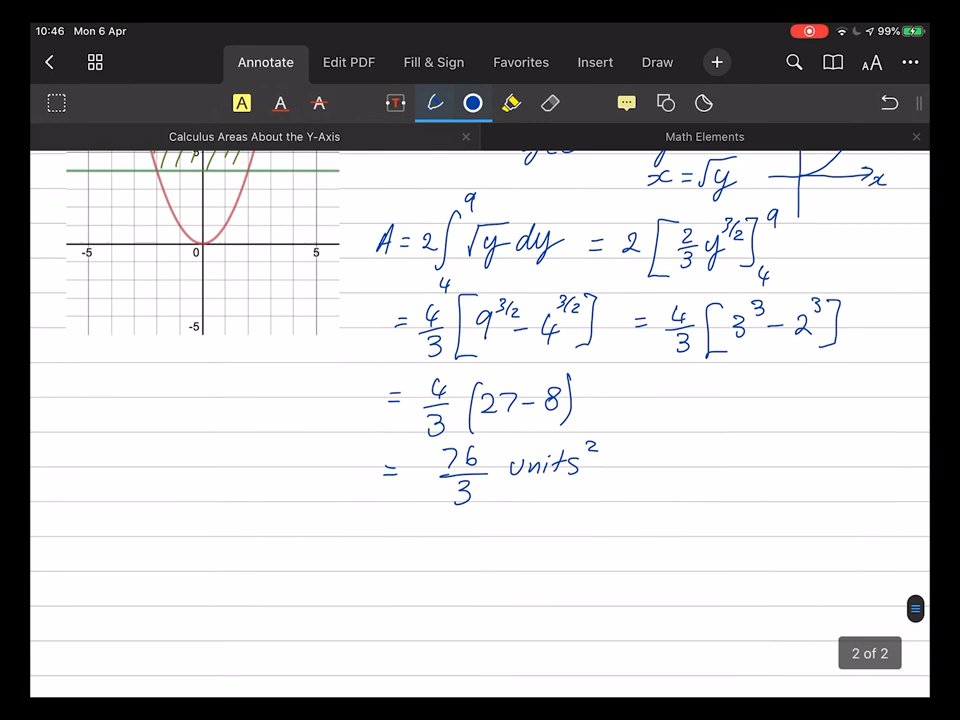 10:46 Mon 6 Apr 99%
Annotate Edit PDF Fill & Sign Favorites Insert Draw
AA
A A A T
Calculus Areas About the Y-Axis Math Elements
x = √y x
A = 2 ∫₄⁹ √y dy = 2 [2/3 y^3/2]₄⁹
-5 0 5
= 4/3 [9^3/2 - 4^3/2] = 4/3 [3³ - 2³]
-5
= 4/3 (27 - 8)
= 76/3 units²
2 of 2